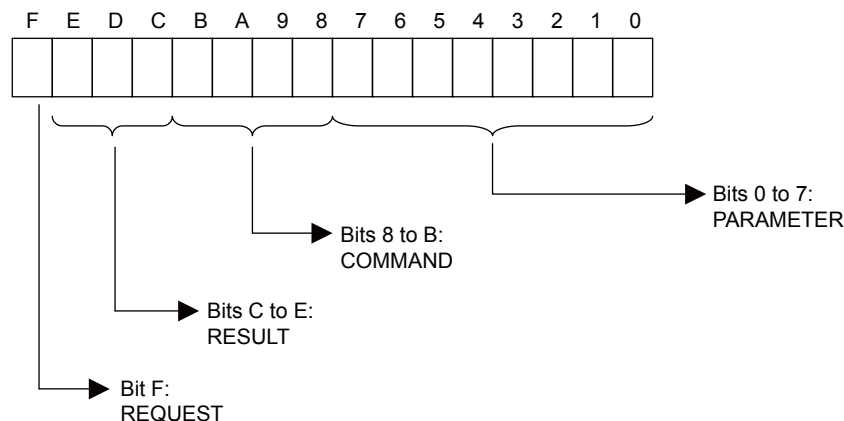 F E D C B A 9 8 7 6 5 4 3 2 1 0
Bits 0 to 7:
PARAMETER
Bits 8 to B:
COMMAND
Bits C to E:
RESULT
Bit F:
REQUEST